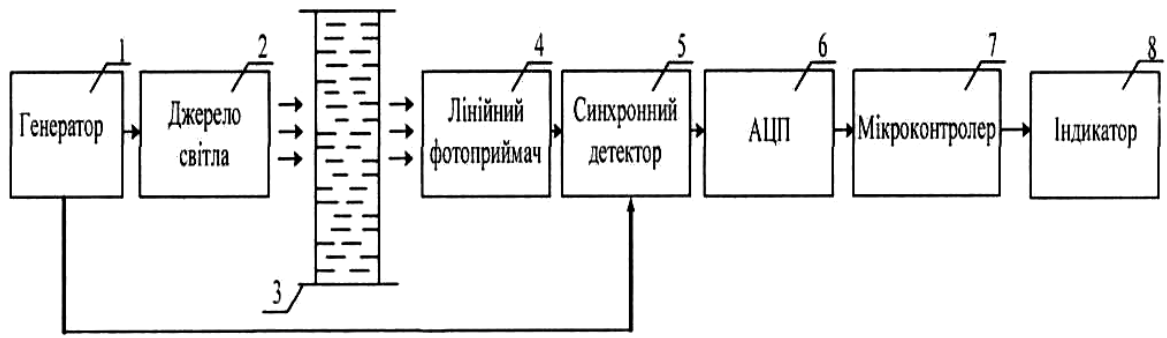 1
2
3
4
5
6
7
8
Генератор
Джерело
світла
Лінійний
фотоприймач
Синхронний
детектор
АЦП
Мікроконтролер
Індикатор